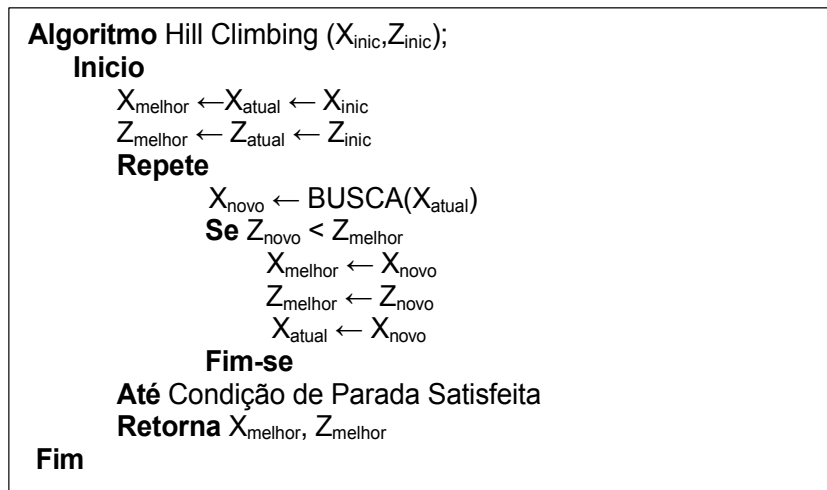 Algoritmo Hill Climbing (Xinic,Zinic);
Inicio
Xmelhor ←Xatual ← Xinic
Zmelhor ← Zatual ← Zinic
Repete
Xnovo ← BUSCA(Xatual)
Se Znovo < Zmelhor
Xmelhor ← Xnovo
Zmelhor ← Znovo
Xatual ← Xnovo
Fim-se
Até Condição de Parada Satisfeita
Retorna Xmelhor, Zmelhor
Fim